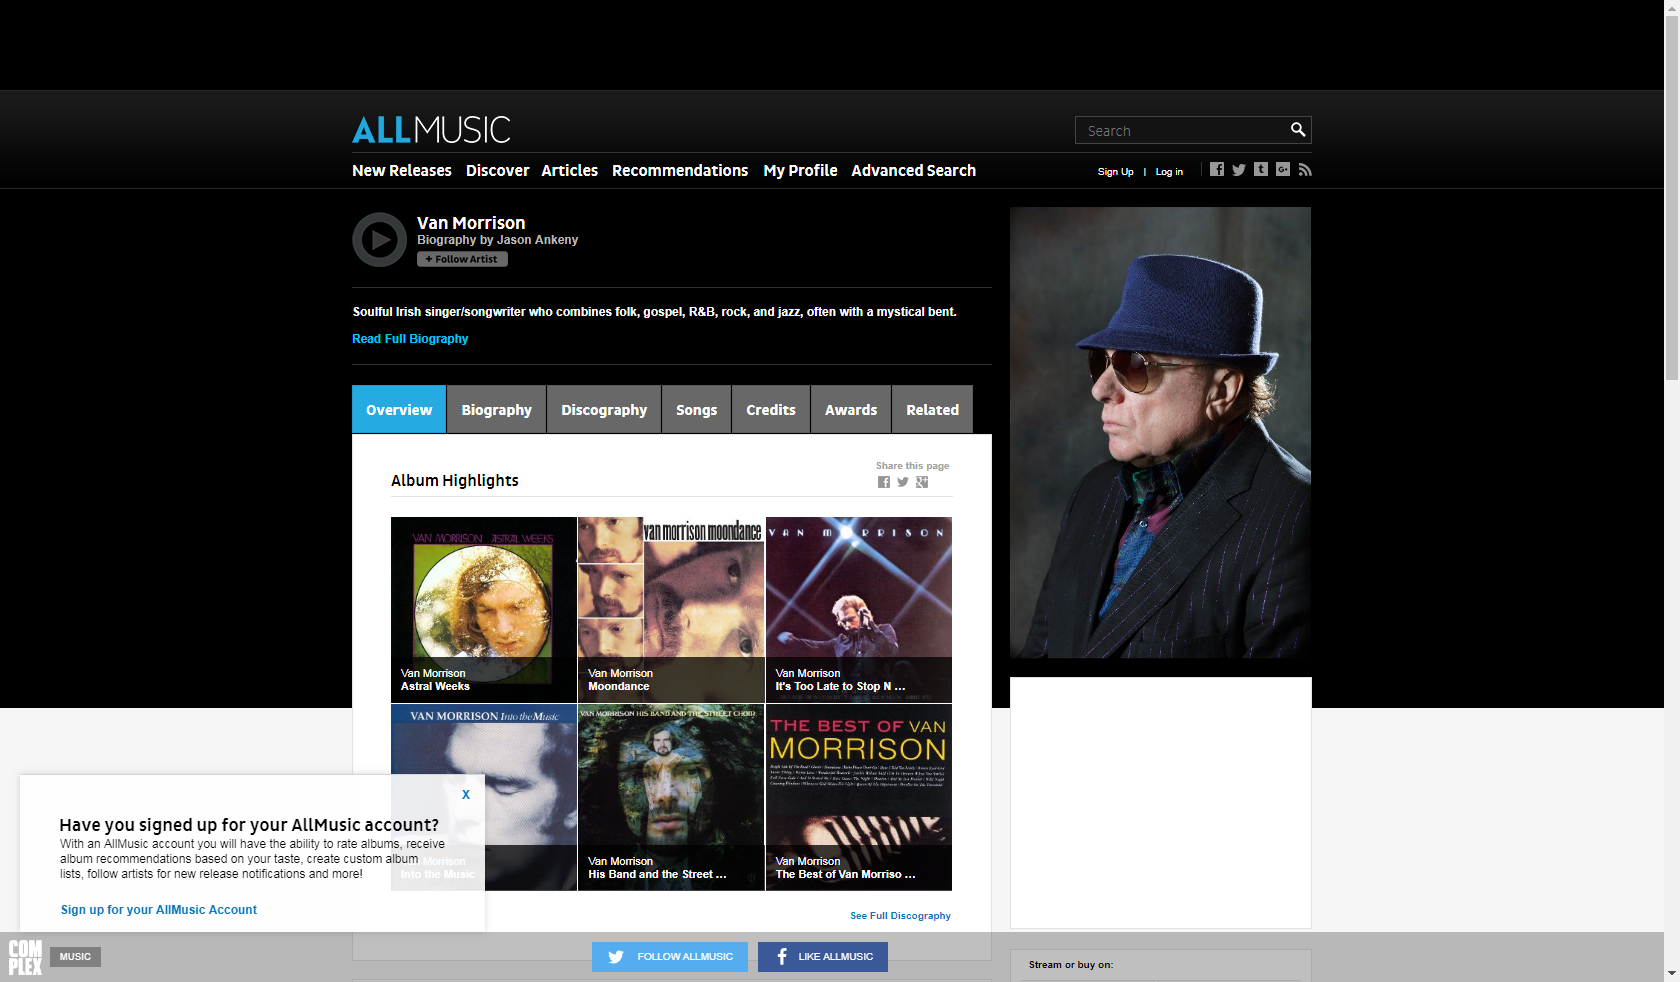 ALLMUSIC
Search
New Releases Discover Articles Recommendations My Profile Advanced Search
Sign Up | Log in
Van Morrison
Biography by Jason Ankeny
+ Follow Artist
Soulful Irish singer/songwriter who combines folk, gospel, R&B, rock, and jazz, often with a mystical bent.
Read Full Biography
Overview Biography Discography Songs Credits Awards Related
Album Highlights
Share this page
VAN MORRISON ASTRAL WEEKS
Van Morrison
Astral Weeks
van morrison moondance
Van Morrison
Moondance
VAN MORRISON
Van Morrison
It's Too Late to Stop N ...
VAN MORRISON Into the Music
Morrison
Into the Music
VAN MORRISON HIS BAND AND THE STREET CHOIR
Van Morrison
His Band and the Street ...
THE BEST OF VAN
MORRISON
Van Morrison
The Best of Van Morriso ...
See Full Discography
X
Have you signed up for your AllMusic account?
With an AllMusic account you will have the ability to rate albums, receive
album recommendations based on your taste, create custom album
lists, follow artists for new release notifications and more!
Sign up for your AllMusic Account
COM
PLEX
MUSIC
FOLLOW ALLMUSIC
LIKE ALLMUSIC
Stream or buy on: